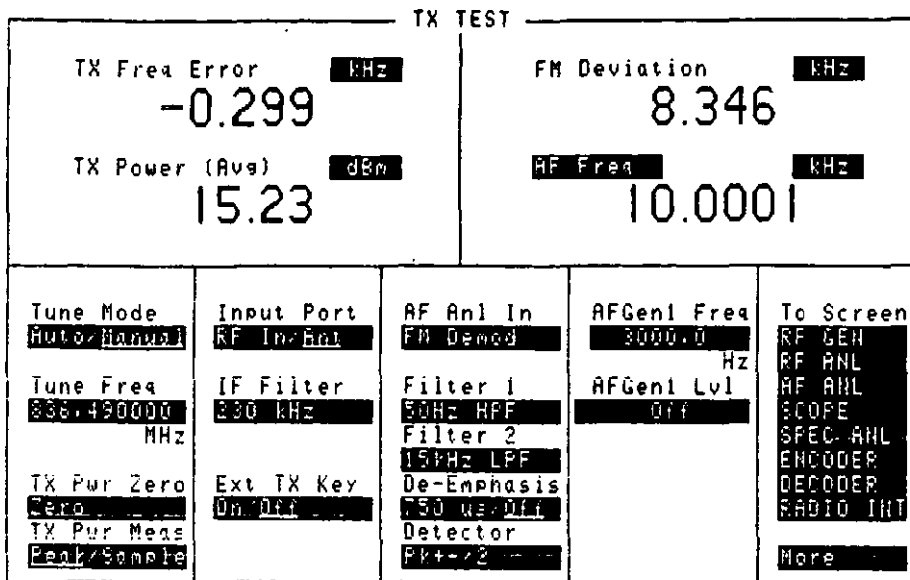 TX TEST
TX Freq Error kHz
-0.299
FM Deviation kHz
8.346
TX Power (Avg) dBm
15.23
AF Freq kHz
10.0001
Tune Mode
Auto/Manual
Tune Freq
836.490000
MHz
TX Pwr Zero
Zero
TX Pwr Meas
Peak/Sample
Input Port
RF In/Ant
IF Filter
230 kHz
Ext TX Key
On/Off
AF Anl In
FM Demod
Filter 1
50Hz HPF
Filter 2
15kHz LPF
De-Emphasis
750 us/Off
Detector
Pk+-/2
AFGen1 Freq
3000.0
Hz
AFGen1 Lvl
Off
To Screen
RF GEN
RF ANL
AF ANL
SCOPE
SPEC ANL
ENCODER
DECODER
RADIO INT
More